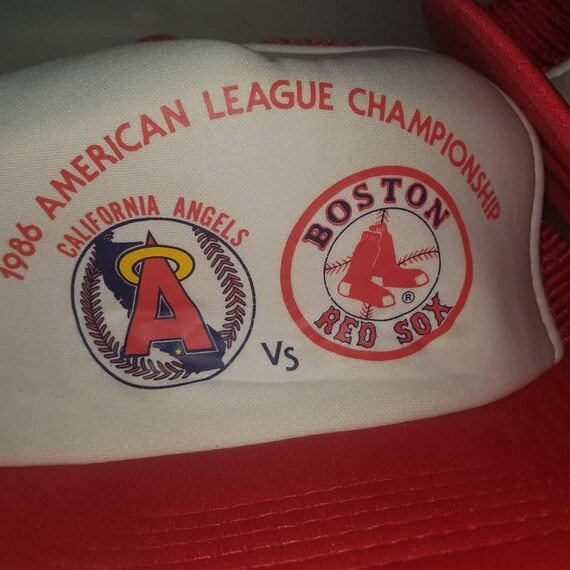 1986 AMERICAN LEAGUE CHAMPIONSHIP
CALIFORNIA ANGELS
A
VS
BOSTON
RED SOX
®